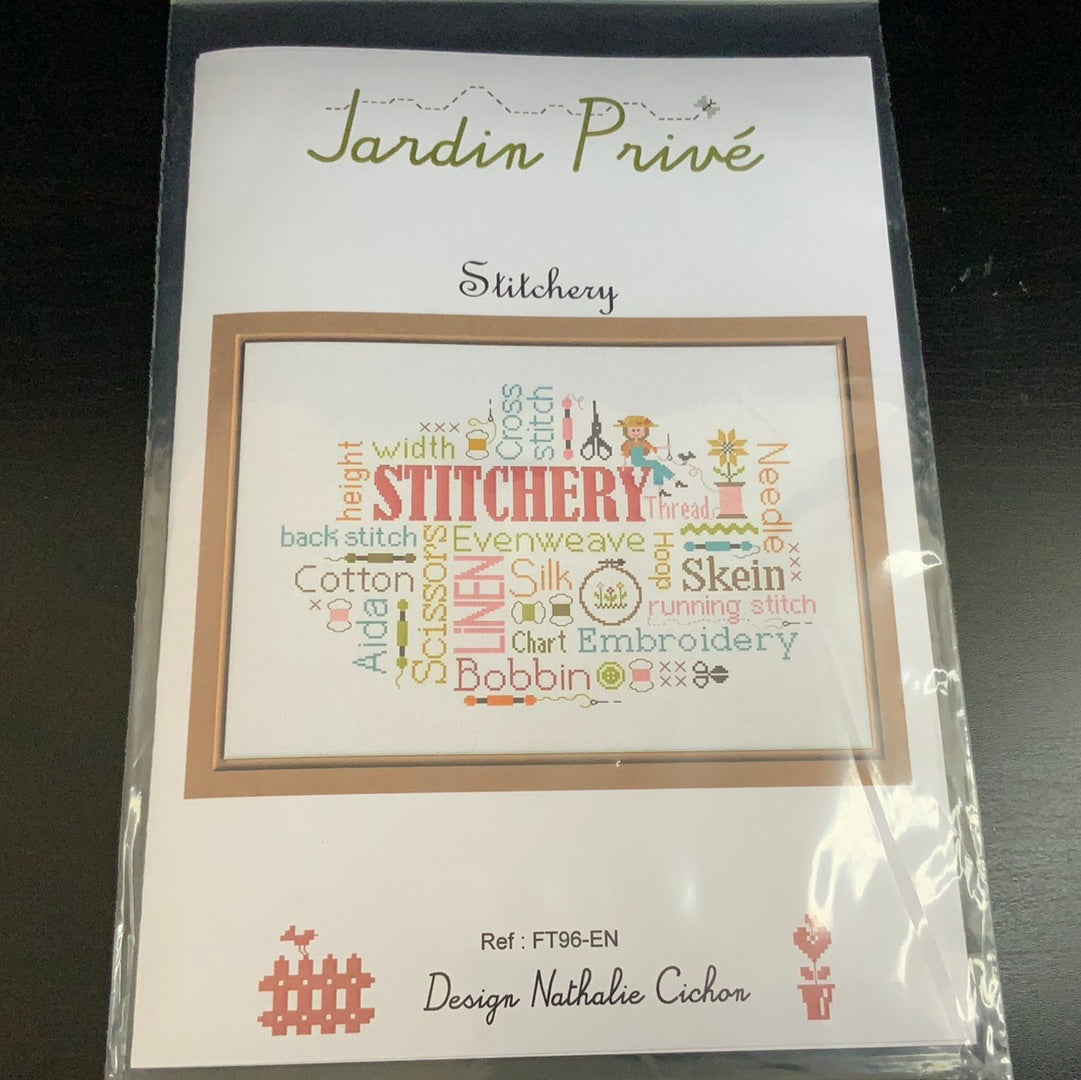 Jardin Privé
Stitchery
Cross
stitch
width
height
STITCHERY
Thread
Needle
back stitch
Scissors
Evenweave
Hoop
Cotton
LiNEN
Silk
Skein
running stitch
Aida
Chart
Embroidery
Bobbin
Ref : FT96-EN
Design Nathalie Cichon